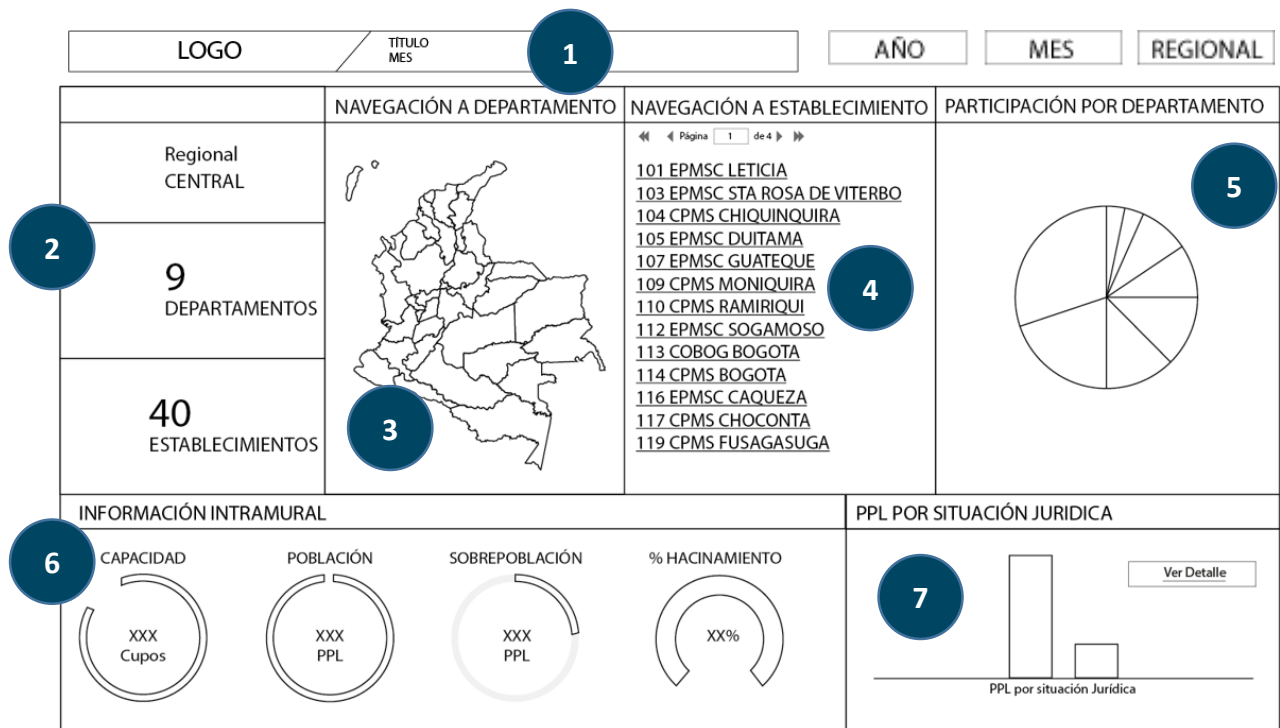 LOGO
TÍTULO
MES
1
AÑO
MES
REGIONAL
NAVEGACIÓN A DEPARTAMENTO
NAVEGACIÓN A ESTABLECIMIENTO
PARTICIPACIÓN POR DEPARTAMENTO
Regional
CENTRAL
2
9
DEPARTAMENTOS
40
ESTABLECIMIENTOS
3
Página 1 de 4
101 EPMSC LETICIA
103 EPMSC STA ROSA DE VITERBO
104 CPMS CHIQUINQUIRA
105 EPMSC DUITAMA
107 EPMSC GUATEQUE
109 CPMS MONIQUIRA
110 CPMS RAMIRIQUI
112 EPMSC SOGAMOSO
113 COBOG BOGOTA
114 CPMS BOGOTA
116 EPMSC CAQUEZA
117 CPMS CHOCONTA
119 CPMS FUSAGASUGA
4
5
INFORMACIÓN INTRAMURAL
6
CAPACIDAD
XXX
Cupos
POBLACIÓN
XXX
PPL
SOBREPOBLACIÓN
XXX
PPL
% HACINAMIENTO
XX%
PPL POR SITUACIÓN JURIDICA
7
Ver Detalle
PPL por situación Jurídica